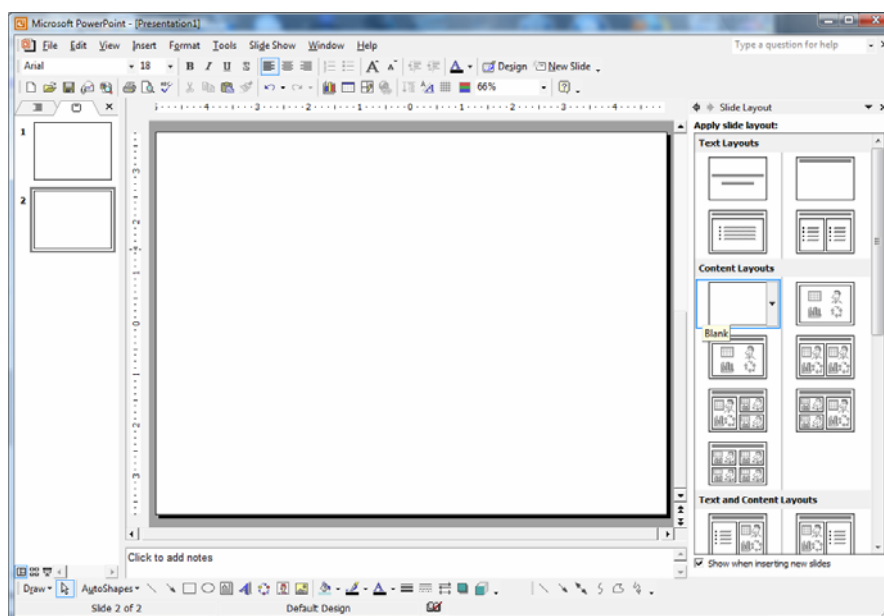 Microsoft PowerPoint - [Presentation1]
File Edit View Insert Format Tools Slide Show Window Help
Type a question for help
Arial 18 B I U S Design New Slide
66%
Slide Layout
Apply slide layout:
Text Layouts
Content Layouts
Blank
Text and Content Layouts
Show when inserting new slides
1
2
Click to add notes
Draw AutoShapes
Slide 2 of 2 Default Design